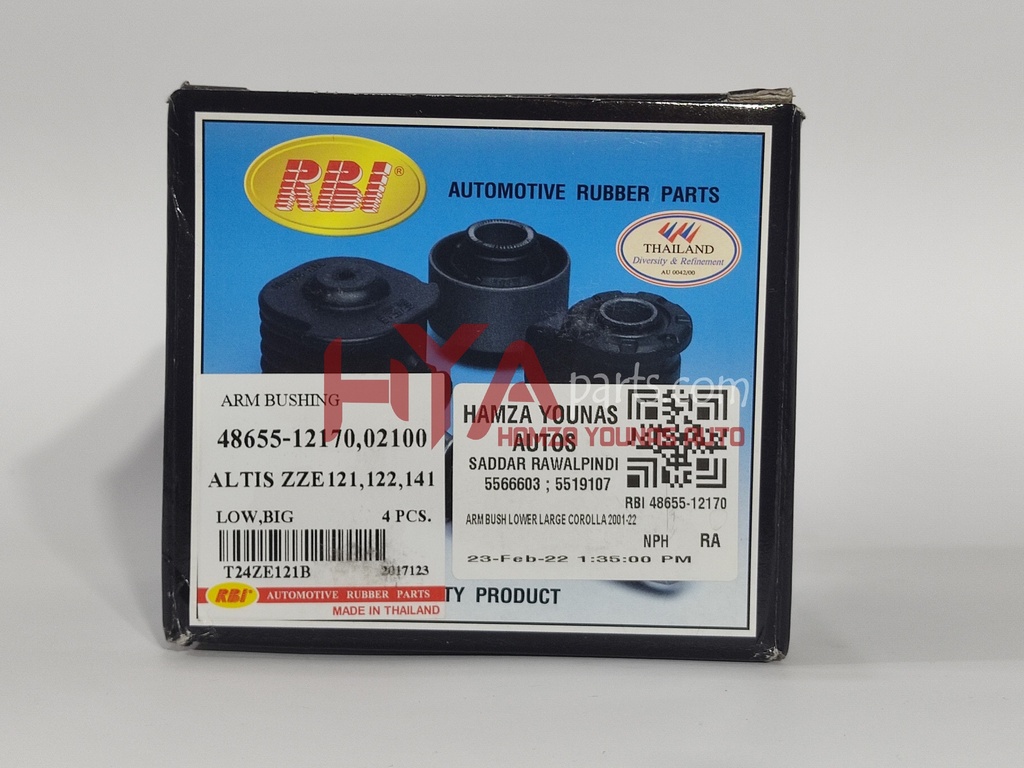 RBI®
AUTOMOTIVE RUBBER PARTS
THAILAND
Diversity & Refinement
AU 0042/00
HYA
parts.com
HAMZA YOUNAS AUTO
ARM BUSHING
48655-12170,02100
ALTIS ZZE121,122,141
LOW,BIG 4 PCS.
T24ZE121B 2017123
RBI® AUTOMOTIVE RUBBER PARTS
MADE IN THAILAND
HAMZA YOUNAS
AUTOS
SADDAR RAWALPINDI
5566603 ; 5519107
RBI 48655-12170
ARM BUSH LOWER LARGE COROLLA 2001-22
NPH RA
23-Feb-22 1:35:00 PM
TY PRODUCT